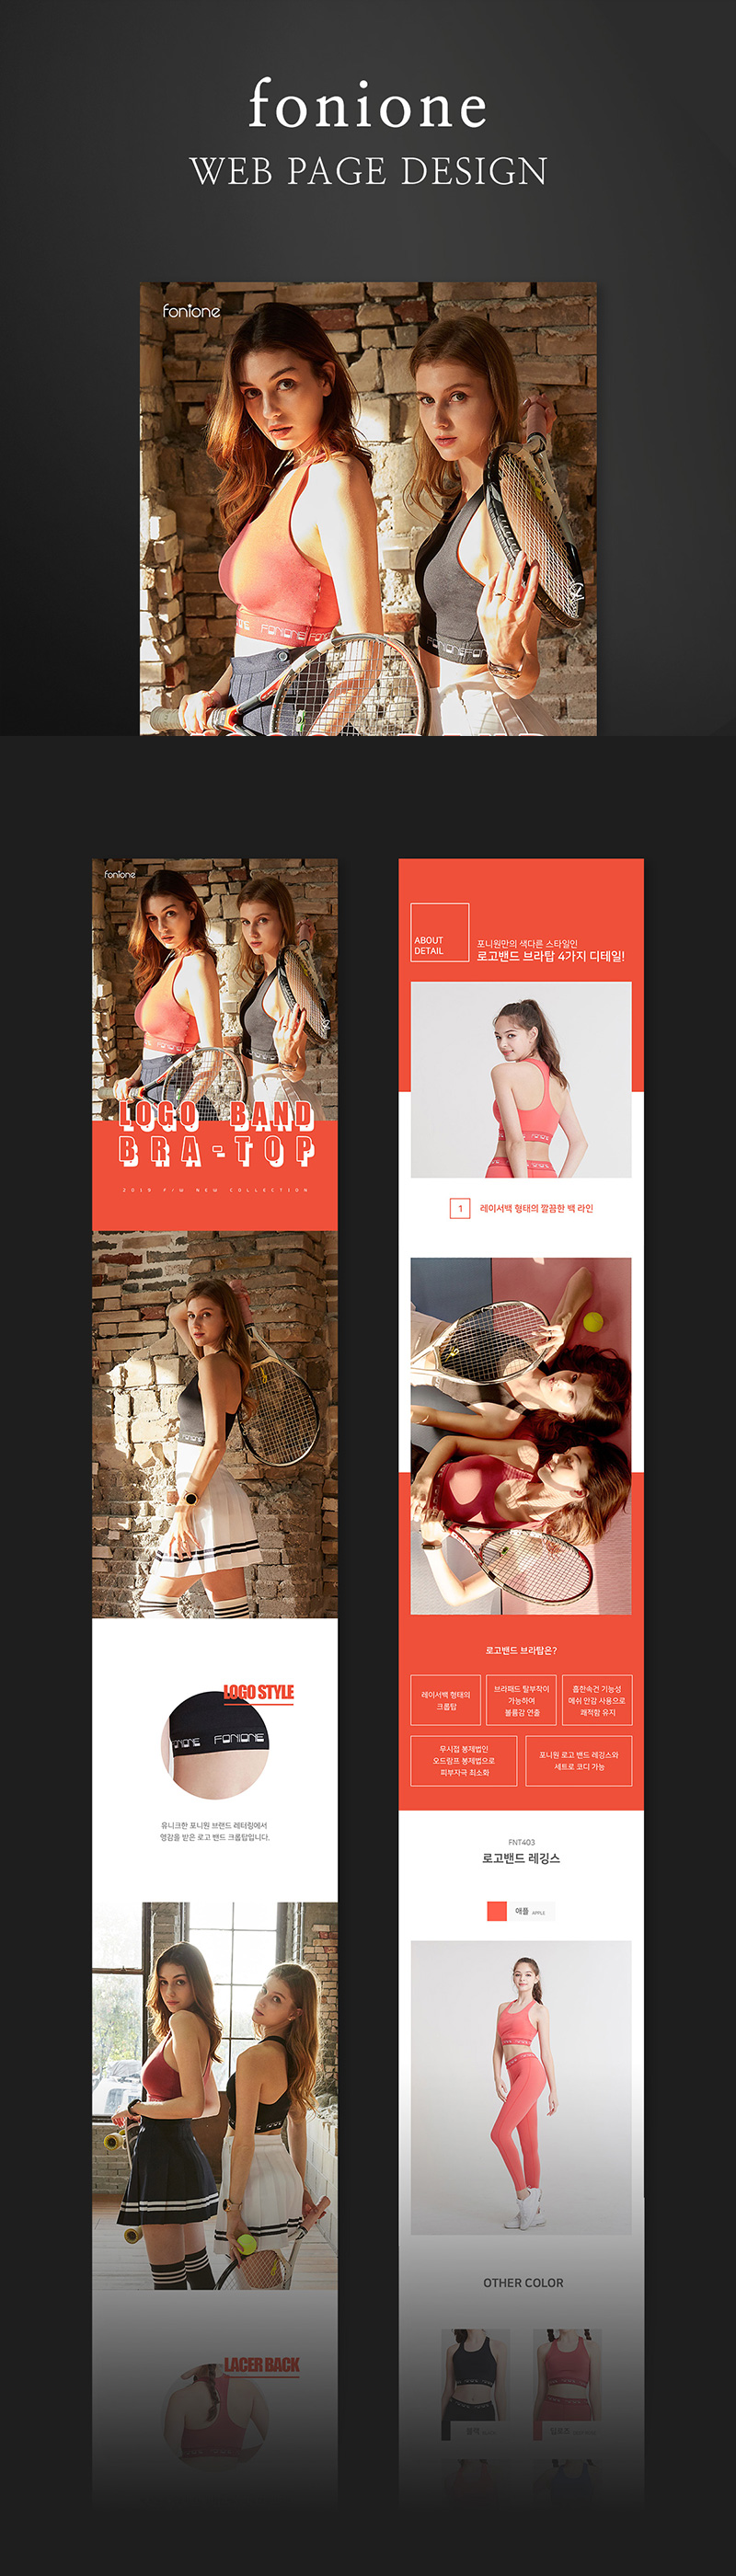 fonione
WEB PAGE DESIGN
fonione
FONIONE
FONIONE
fonione
LOGO BAND
BRA-TOP
2019 F/W NEW COLLECTION
LOGO STYLE
FONIONE
유니크한 포니원 브랜드 레터링에서
영감을 받은 로고 밴드 크롭탑입니다.
LACER BACK
ABOUT
DETAIL
포니원만의 색다른 스타일인
로고밴드 브라탑 4가지 디테일!
1 레이서백 형태의 깔끔한 백 라인
로고밴드 브라탑은?
레이서백 형태의
크롭탑
브라패드 탈부착이
가능하여
볼륨감 연출
흡한속건 기능성
메쉬 안감 사용으로
쾌적함 유지
무시접 봉제법인
오드람프 봉제법으로
피부자극 최소화
포니원 로고 밴드 레깅스와
세트로 코디 가능
FNT403
로고밴드 레깅스
애플 APPLE
OTHER COLOR
블랙